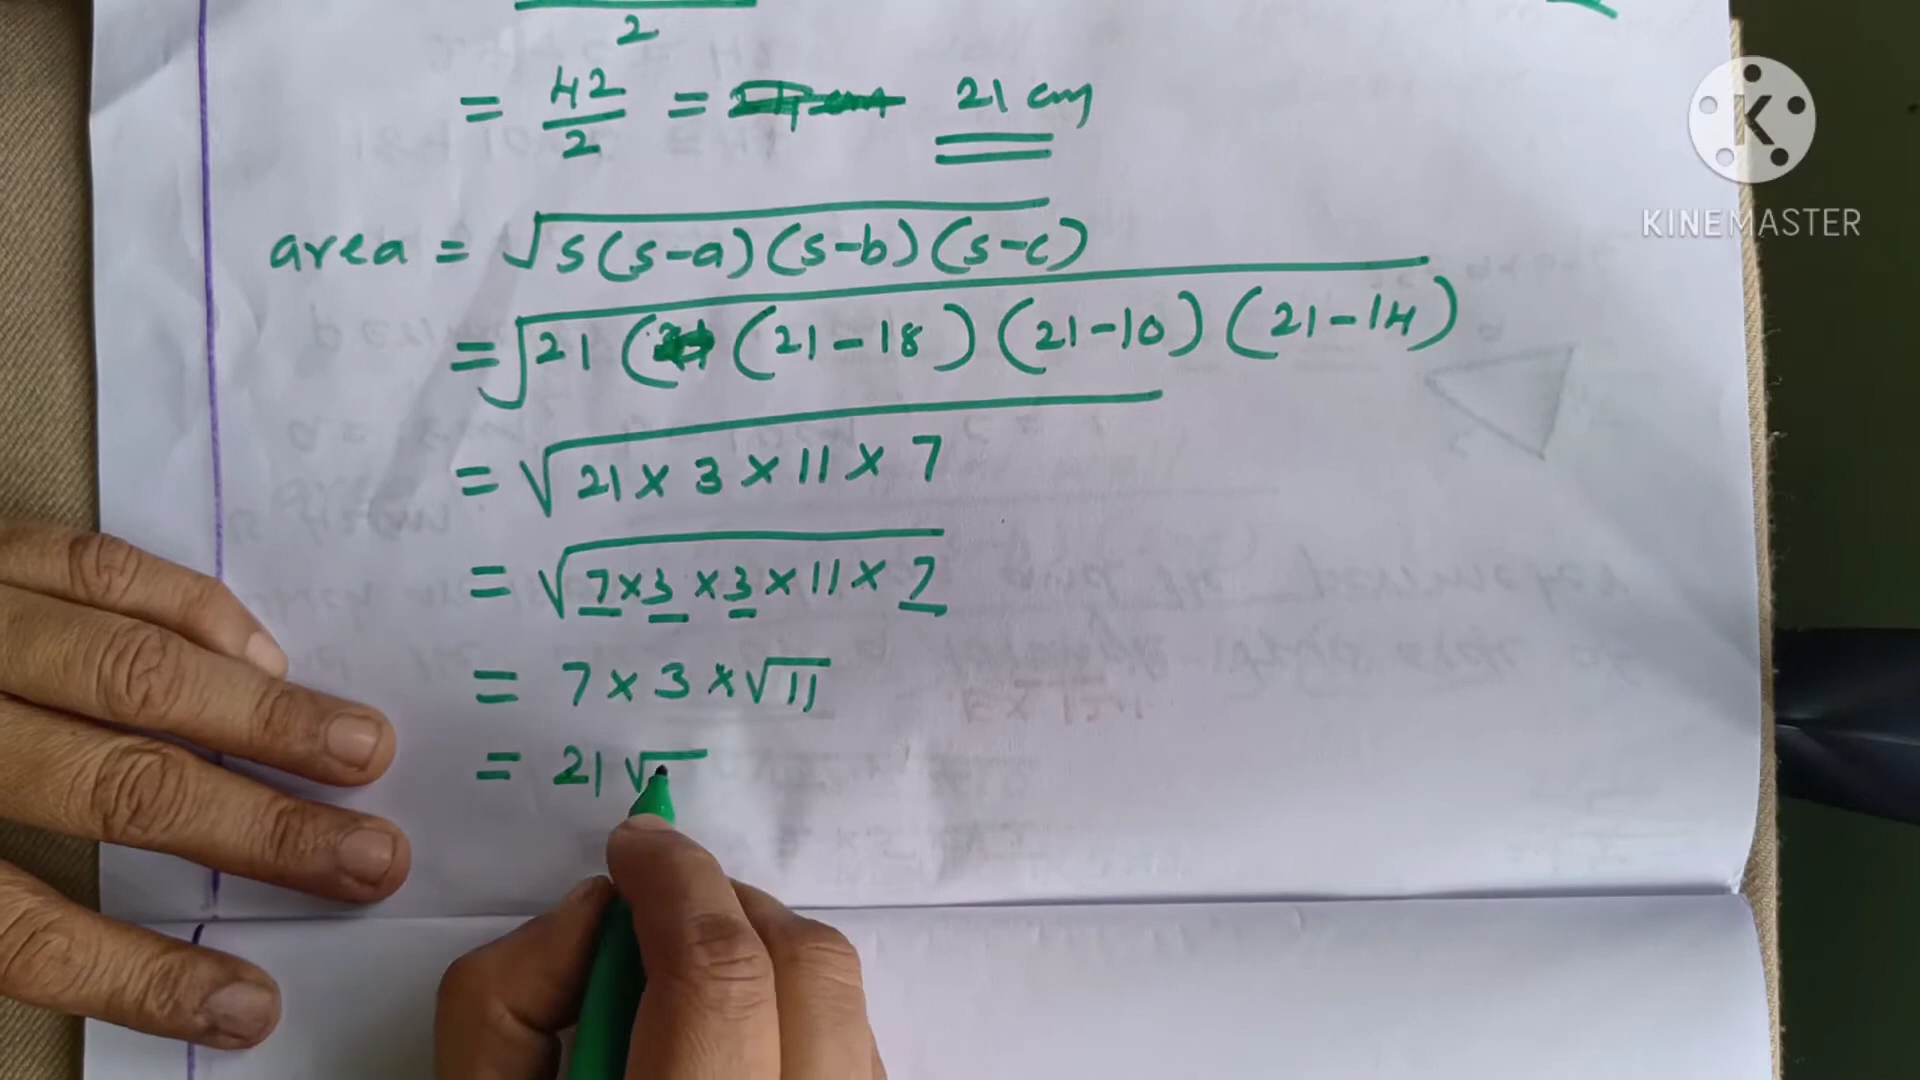 2
= 42/2 = 21 cm
area = √s(s-a)(s-b)(s-c)
= √21 ( (21-18) (21-10) (21-14)
= √21 × 3 × 11 × 7
= √7×3 ×3×11× 7
= 7 × 3 ×√11
= 21 √
K
KINEMASTER